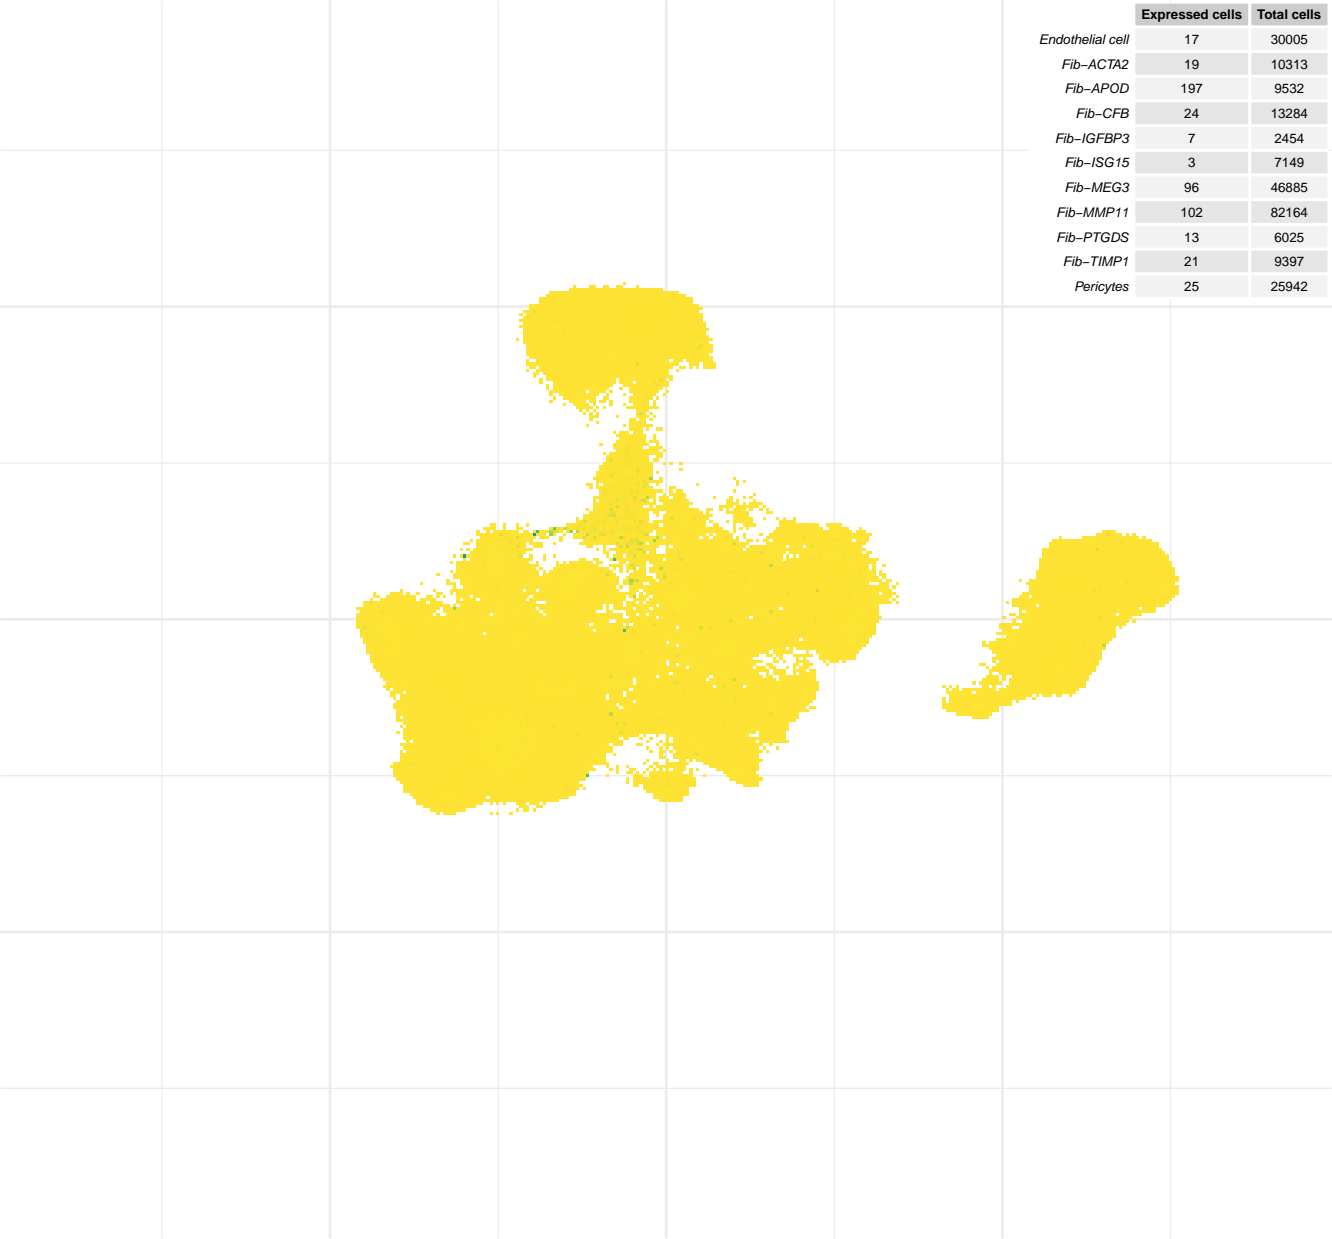 Expressed cells Total cells
Endothelial cell 17 30005
Fib−ACTA2 19 10313
Fib−APOD 197 9532
Fib−CFB 24 13284
Fib−IGFBP3 7 2454
Fib−ISG15 3 7149
Fib−MEG3 96 46885
Fib−MMP11 102 82164
Fib−PTGDS 13 6025
Fib−TIMP1 21 9397
Pericytes 25 25942